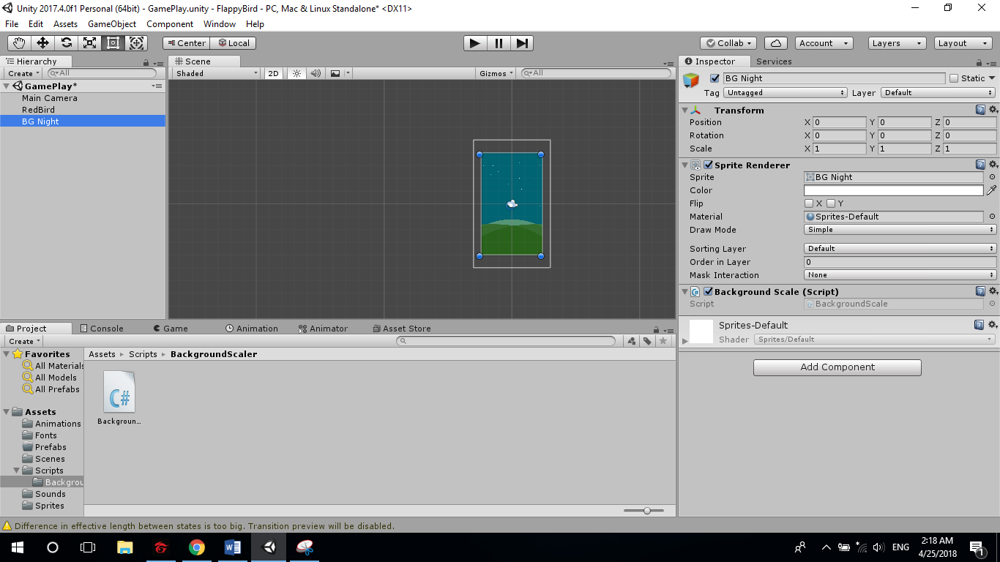 Unity 2017.4.0f1 Personal (64bit) - GamePlay.unity - FlappyBird - PC, Mac & Linux Standalone* <DX11>
File Edit Assets GameObject Component Window Help
Center Local Collab Account Layers Layout
Hierarchy
Create All
GamePlay*
Main Camera
RedBird
BG Night
Scene
Shaded 2D Gizmos All
Inspector Services
BG Night Static
Tag Untagged Layer Default
Transform
Position X 0 Y 0 Z 0
Rotation X 0 Y 0 Z 0
Scale X 1 Y 1 Z 1
Sprite Renderer
Sprite BG Night
Color
Flip X Y
Material Sprites-Default
Draw Mode Simple
Sorting Layer Default
Order in Layer 0
Mask Interaction None
C# Background Scale (Script)
Script BackgroundScale
Sprites-Default
Shader Sprites/Default
Add Component
Project Console Game Animation Animator Asset Store
Create
Favorites
All Materials
All Models
All Prefabs
Assets
Animations
Fonts
Prefabs
Scenes
Scripts
Backgrou
Sounds
Sprites
Assets Scripts BackgroundScaler
C#
Backgroun...
Difference in effective length between states is too big. Transition preview will be disabled.
ENG
2:18 AM
4/25/2018
1